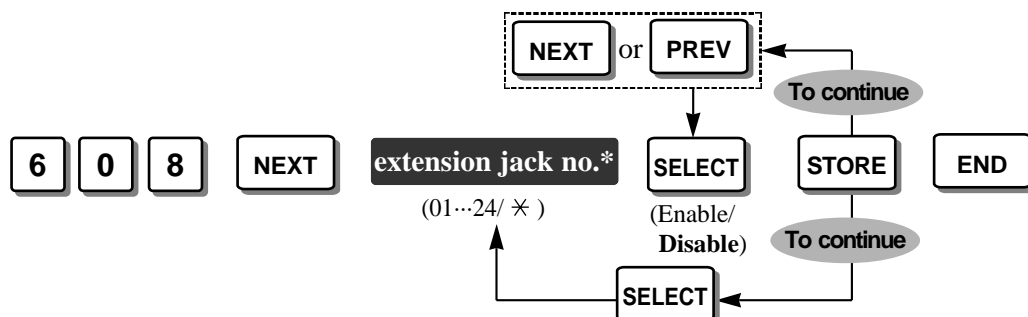 NEXT or PREV
To continue
6 0 8 NEXT extension jack no.* SELECT STORE END
(01···24/ ✳ )
(Enable/
Disable)
To continue
SELECT